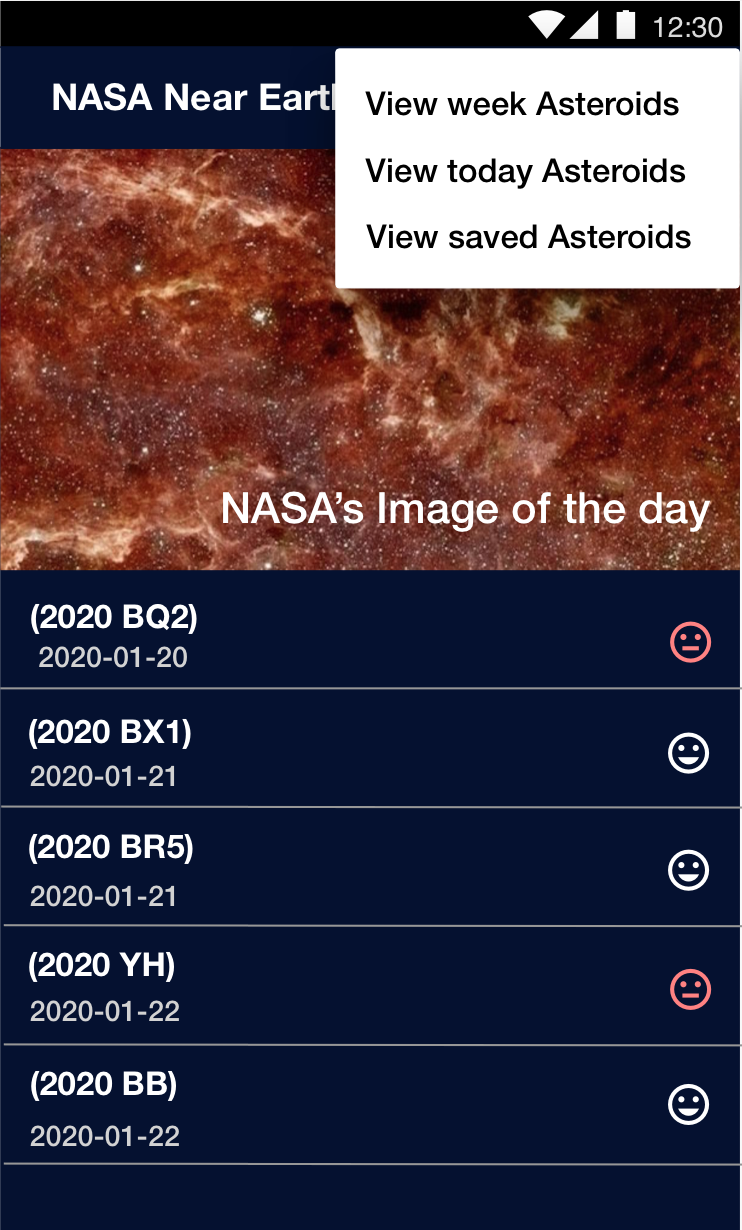 12:30
NASA Near Eart
View week Asteroids
View today Asteroids
View saved Asteroids
NASA’s Image of the day
(2020 BQ2)
2020-01-20
(2020 BX1)
2020-01-21
(2020 BR5)
2020-01-21
(2020 YH)
2020-01-22
(2020 BB)
2020-01-22